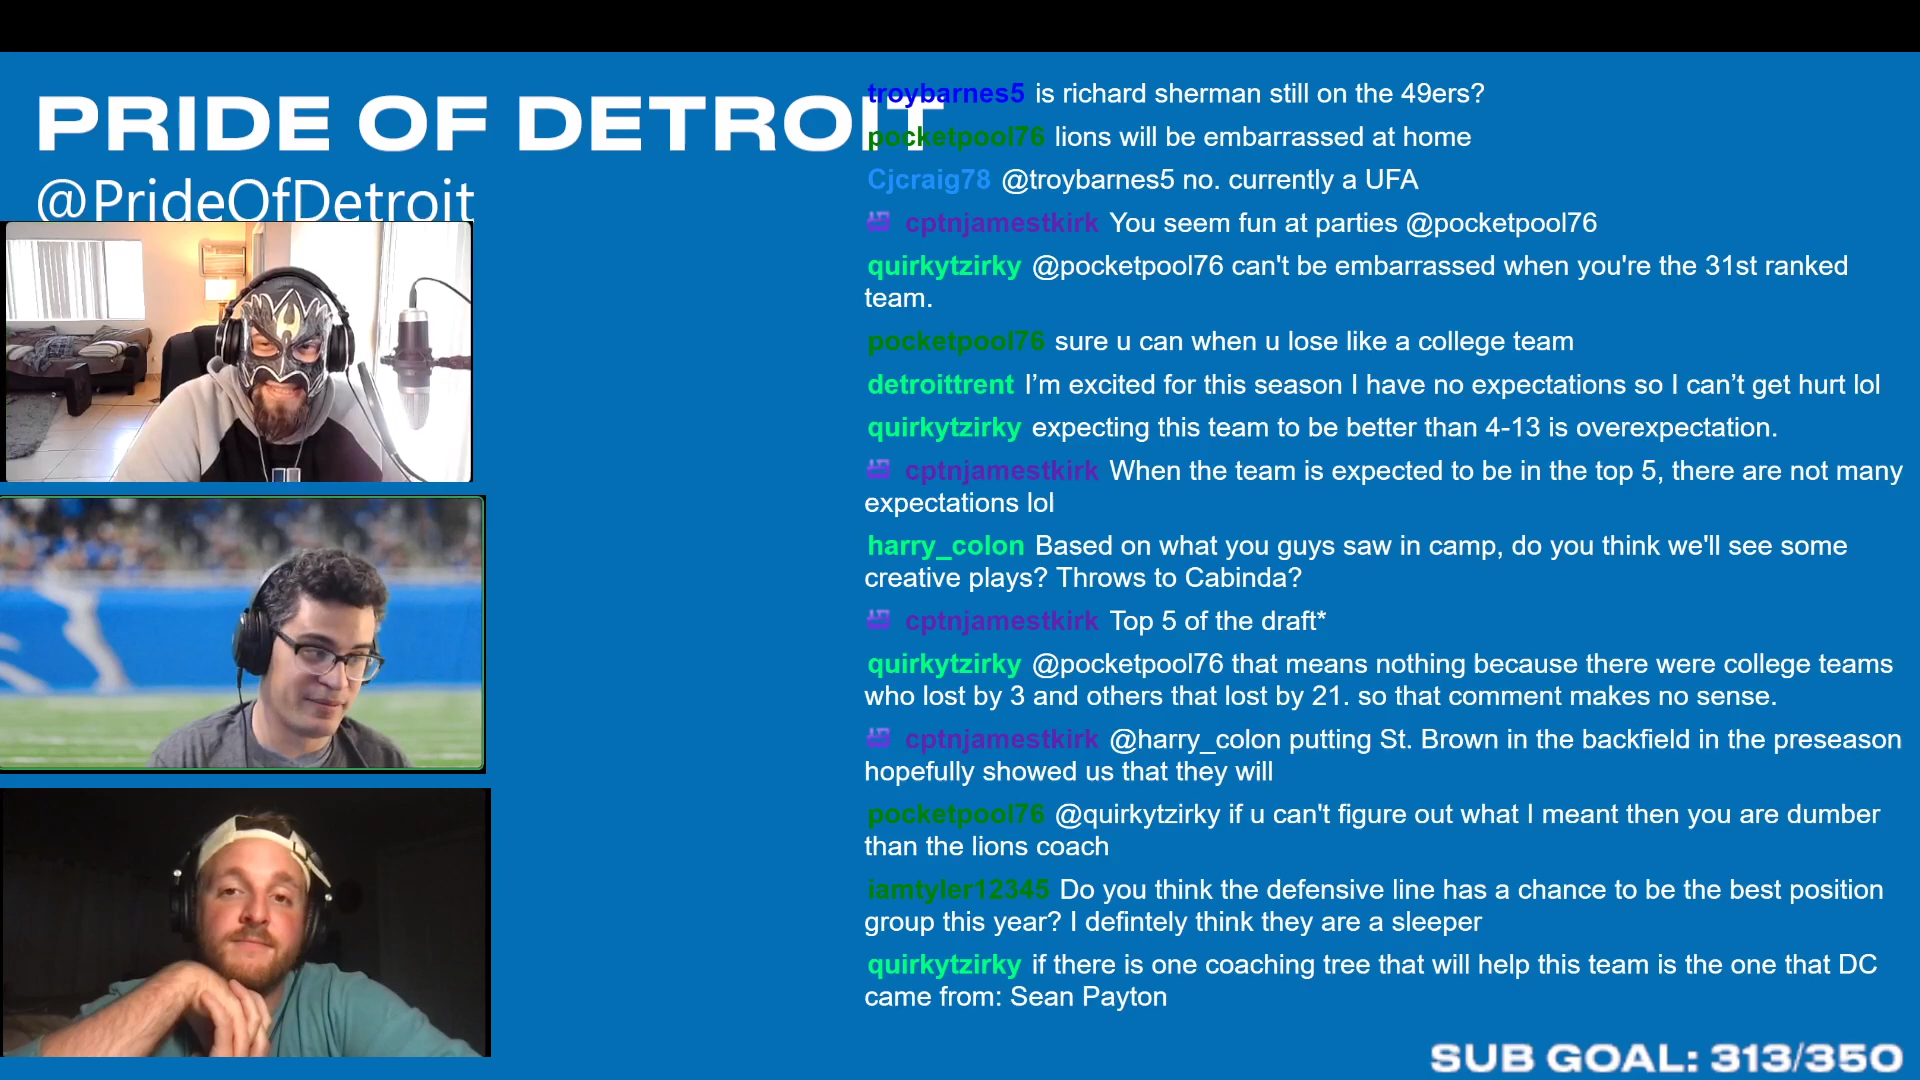 PRIDE OF DETROIT
@PrideOfDetroit
troybarnes5 is richard sherman still on the 49ers?
pocketpool76 lions will be embarrassed at home
Cjcraig78 @troybarnes5 no. currently a UFA
cptnjamestkirk You seem fun at parties @pocketpool76
quirkytzirky @pocketpool76 can't be embarrassed when you're the 31st ranked
team.
pocketpool76 sure u can when u lose like a college team
detroittrent I’m excited for this season I have no expectations so I can’t get hurt lol
quirkytzirky expecting this team to be better than 4-13 is overexpectation.
cptnjamestkirk When the team is expected to be in the top 5, there are not many
expectations lol
harry_colon Based on what you guys saw in camp, do you think we'll see some
creative plays? Throws to Cabinda?
cptnjamestkirk Top 5 of the draft*
quirkytzirky @pocketpool76 that means nothing because there were college teams
who lost by 3 and others that lost by 21. so that comment makes no sense.
cptnjamestkirk @harry_colon putting St. Brown in the backfield in the preseason
hopefully showed us that they will
pocketpool76 @quirkytzirky if u can't figure out what I meant then you are dumber
than the lions coach
iamtyler12345 Do you think the defensive line has a chance to be the best position
group this year? I defintely think they are a sleeper
quirkytzirky if there is one coaching tree that will help this team is the one that DC
came from: Sean Payton
SUB GOAL: 313/350